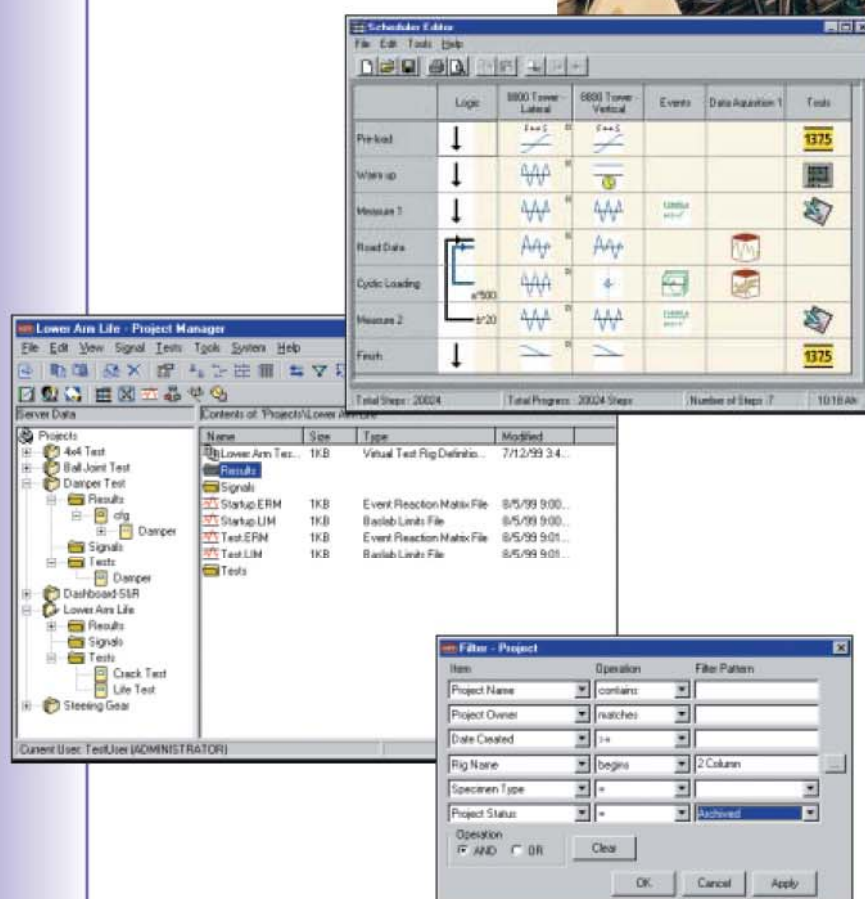 Scheduler Editor
File Edit Tools Help
Logic
8800 Tower - Lateral
8800 Tower - Vertical
Events
Data Aquisition 1
Tools
Pre-load
1375
Warm up
Measure 1
Road Data
Cyclic Loading
a*500
Measure 2
b*20
Finish
1375
Total Steps : 20024
Total Progress : 20024 Steps
Number of Steps :7
10:18 AM
Lower Arm Life - Project Manager
File Edit View Signal Tests Tools System Help
Server Data
Contents of: 'Projects\Lower Arm Life'
Projects
4x4 Test
Ball Joint Test
Damper Test
Results
cfg
Damper
Signals
Tests
Damper
Dashboard-S&R
Lower Arm Life
Results
Signals
Tests
Crack Test
Life Test
Steering Gear
Name Size Type Modified
Lower Arm Tes... 1KB Virtual Test Rig Definitio... 7/12/99 3:4...
Results
Signals
Startup.ERM 1KB Event Reaction Matrix File 8/5/99 9:00...
Startup.LIM 1KB Baslab Limits File 8/5/99 9:00...
Test.ERM 1KB Event Reaction Matrix File 8/5/99 9:01...
Test.LIM 1KB Baslab Limits File 8/5/99 9:01...
Tests
Current User: TestUser (ADMINISTRATOR)
Filter - Project
Item Operation Filter Pattern
Project Name contains
Project Owner matches
Date Created >=
Rig Name begins 2 Column ...
Specimen Type =
Project Status = Archived
Operation
AND OR Clear
OK Cancel Apply